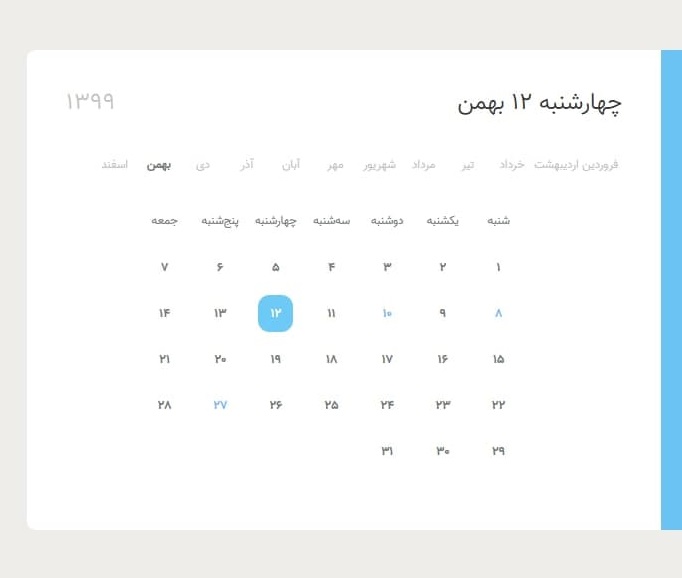 چهارشنبه ۱۲ بهمن ۱۳۹۹
فروردین اردیبهشت خرداد تیر مرداد شهریور مهر آبان آذر دی بهمن اسفند
شنبه یکشنبه دوشنبه سه‌شنبه چهارشنبه پنج‌شنبه جمعه
۱ ۲ ۳ ۴ ۵ ۶ ۷
۸ ۹ ۱۰ ۱۱ ۱۲ ۱۳ ۱۴
۱۵ ۱۶ ۱۷ ۱۸ ۱۹ ۲۰ ۲۱
۲۲ ۲۳ ۲۴ ۲۵ ۲۶ ۲۷ ۲۸
۲۹ ۳۰ ۳۱